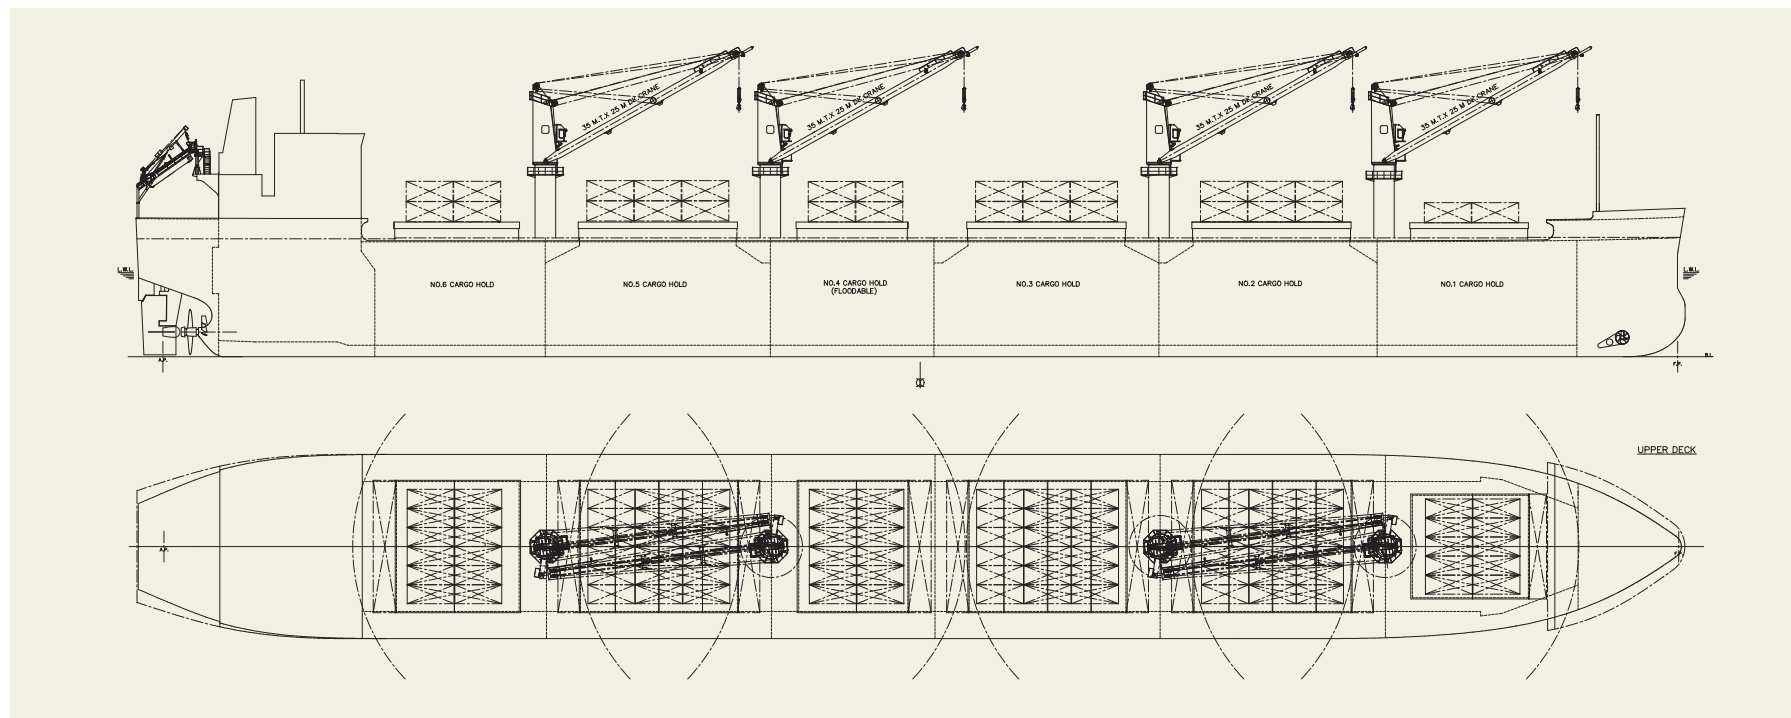 35 M.T.X 25 M DK CRANE
35 M.T.X 25 M DK CRANE
35 M.T.X 25 M DK CRANE
35 M.T.X 25 M DK CRANE
L.W.L
L.W.L
NO.6 CARGO HOLD
NO.5 CARGO HOLD
NO.4 CARGO HOLD
(FLOODABLE)
NO.3 CARGO HOLD
NO.2 CARGO HOLD
NO.1 CARGO HOLD
B.L
A.P.
F.P.
UPPER DECK
A.P.